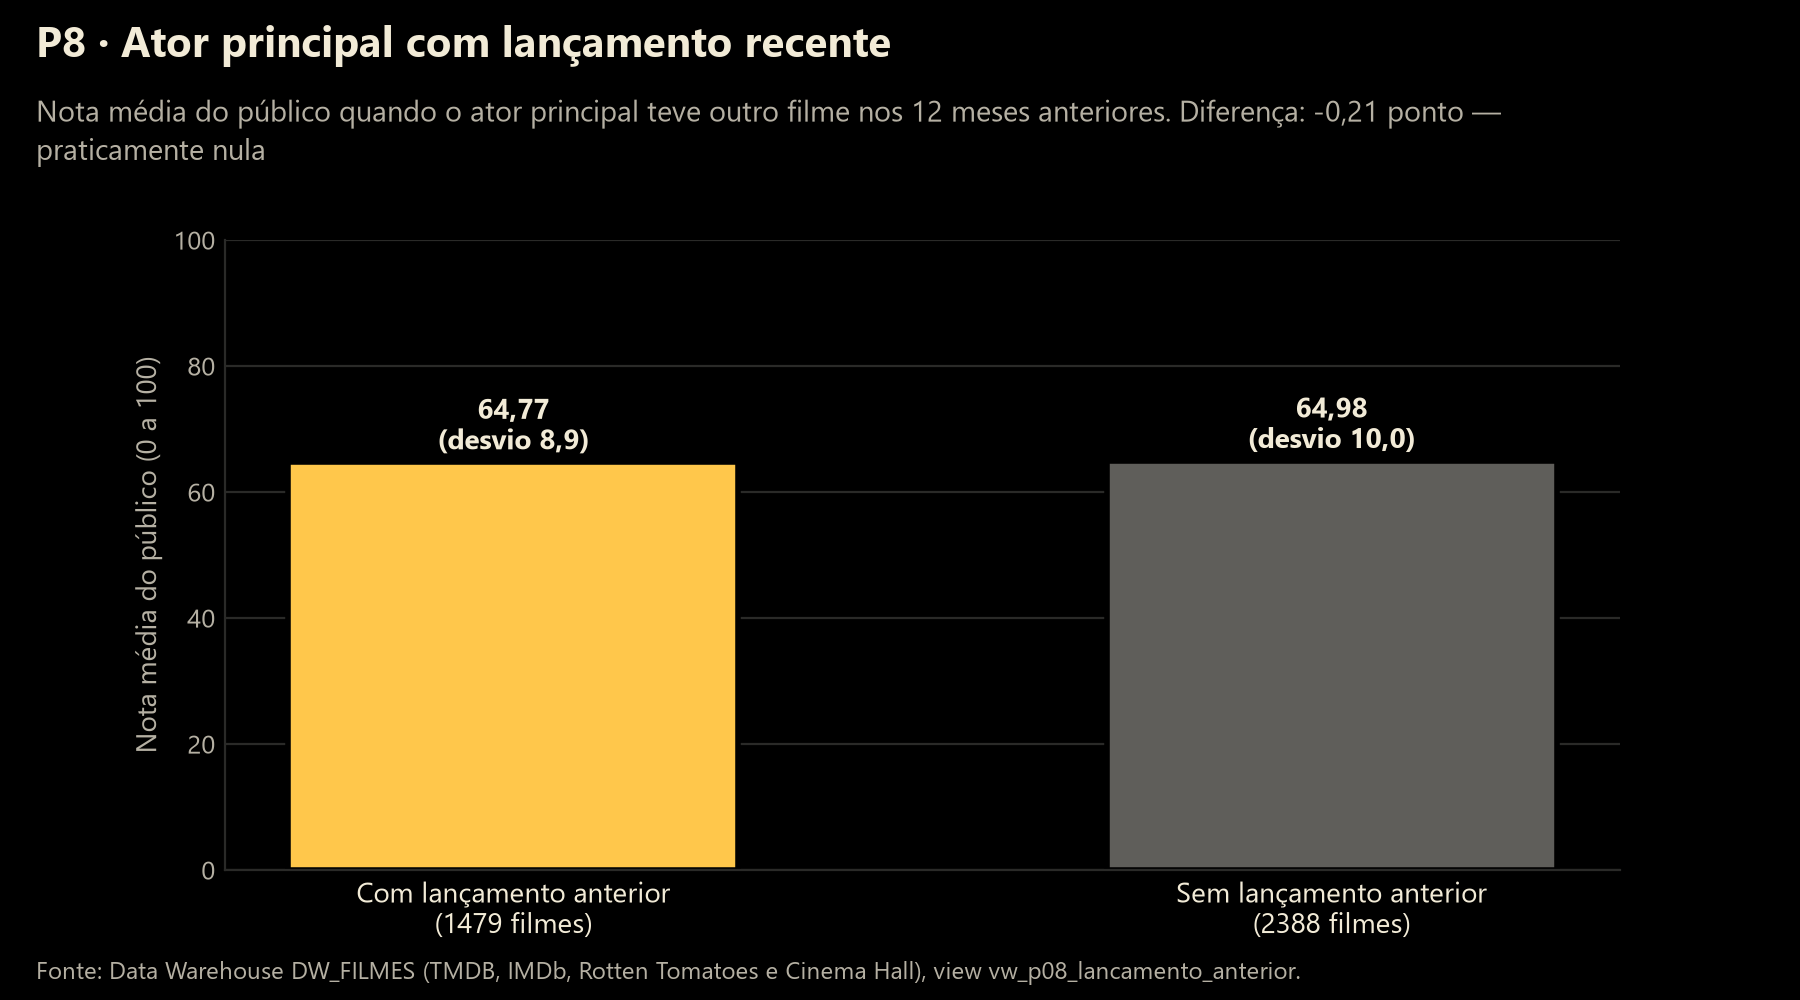 P8 · Ator principal com lançamento recente
Nota média do público quando o ator principal teve outro filme nos 12 meses anteriores. Diferença: -0,21 ponto —
praticamente nula
Nota média do público (0 a 100)
100
80
60
40
20
0
64,77
(desvio 8,9)
64,98
(desvio 10,0)
Com lançamento anterior
(1479 filmes)
Sem lançamento anterior
(2388 filmes)
Fonte: Data Warehouse DW_FILMES (TMDB, IMDb, Rotten Tomatoes e Cinema Hall), view vw_p08_lancamento_anterior.